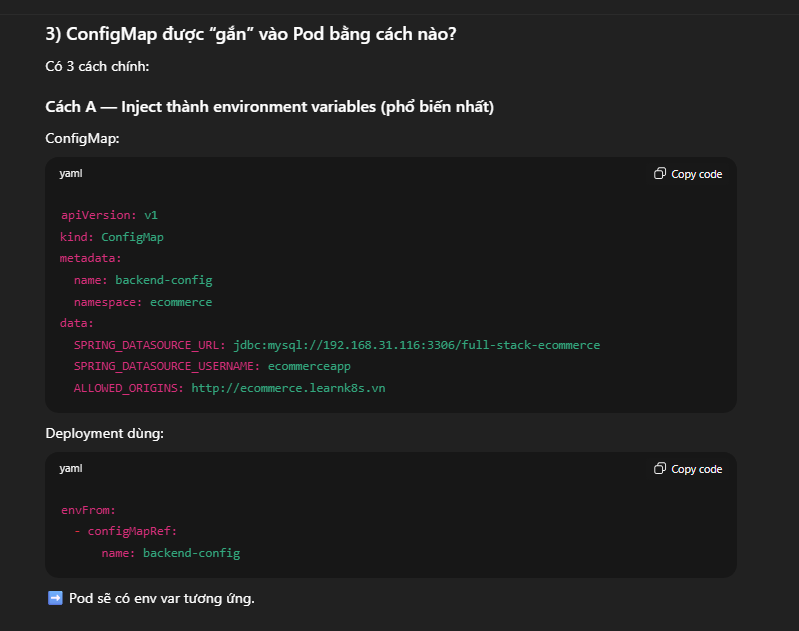 3) ConfigMap được “gắn” vào Pod bằng cách nào?
Có 3 cách chính:
Cách A — Inject thành environment variables (phổ biến nhất)
ConfigMap:
yaml
Copy code
apiVersion: v1
kind: ConfigMap
metadata:
  name: backend-config
  namespace: ecommerce
data:
  SPRING_DATASOURCE_URL: jdbc:mysql://192.168.31.116:3306/full-stack-ecommerce
  SPRING_DATASOURCE_USERNAME: ecommerceapp
  ALLOWED_ORIGINS: http://ecommerce.learnk8s.vn
Deployment dùng:
yaml
Copy code
envFrom:
  - configMapRef:
      name: backend-config
➡️ Pod sẽ có env var tương ứng.